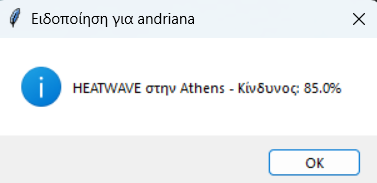 Ειδοποίηση για andriana
HEATWAVE στην Athens - Κίνδυνος: 85.0%
OK